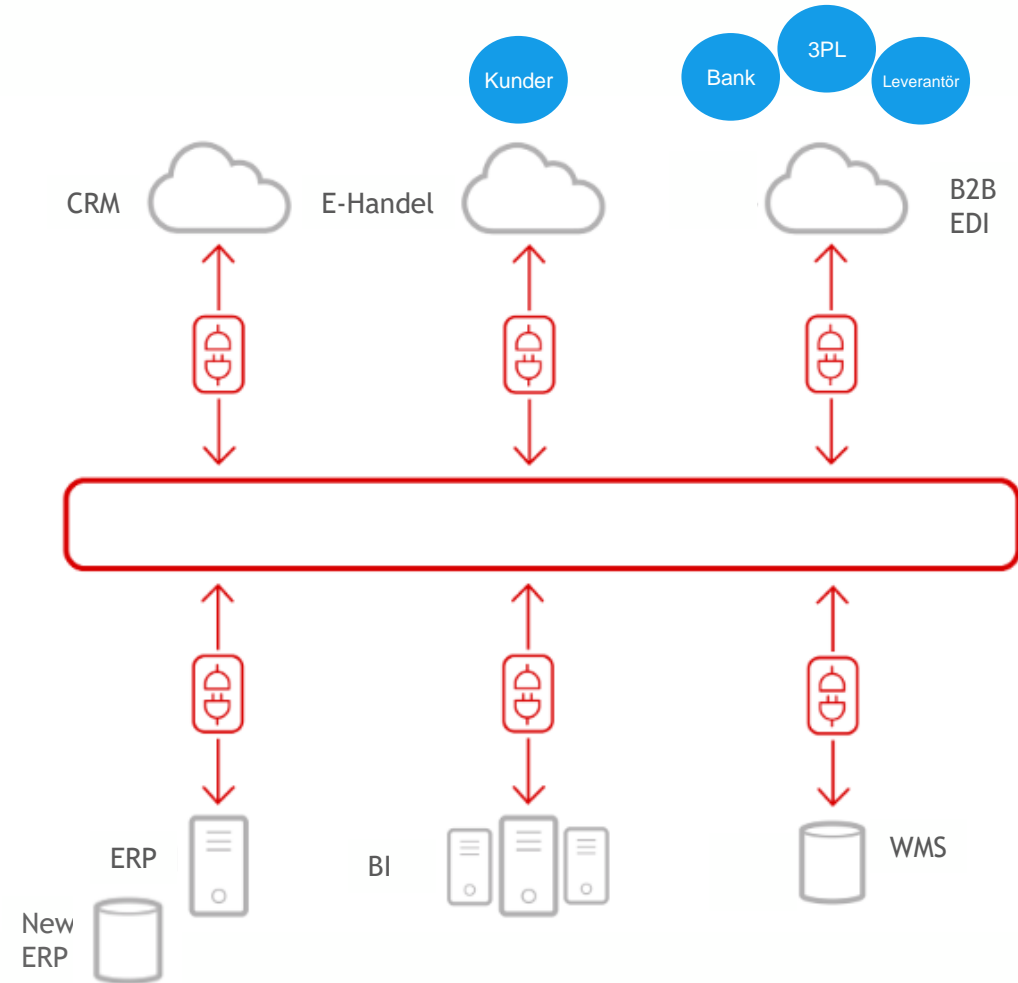 Kunder
Bank
3PL
Leverantör
CRM
E-Handel
B2B
EDI
ERP
BI
WMS
New
ERP